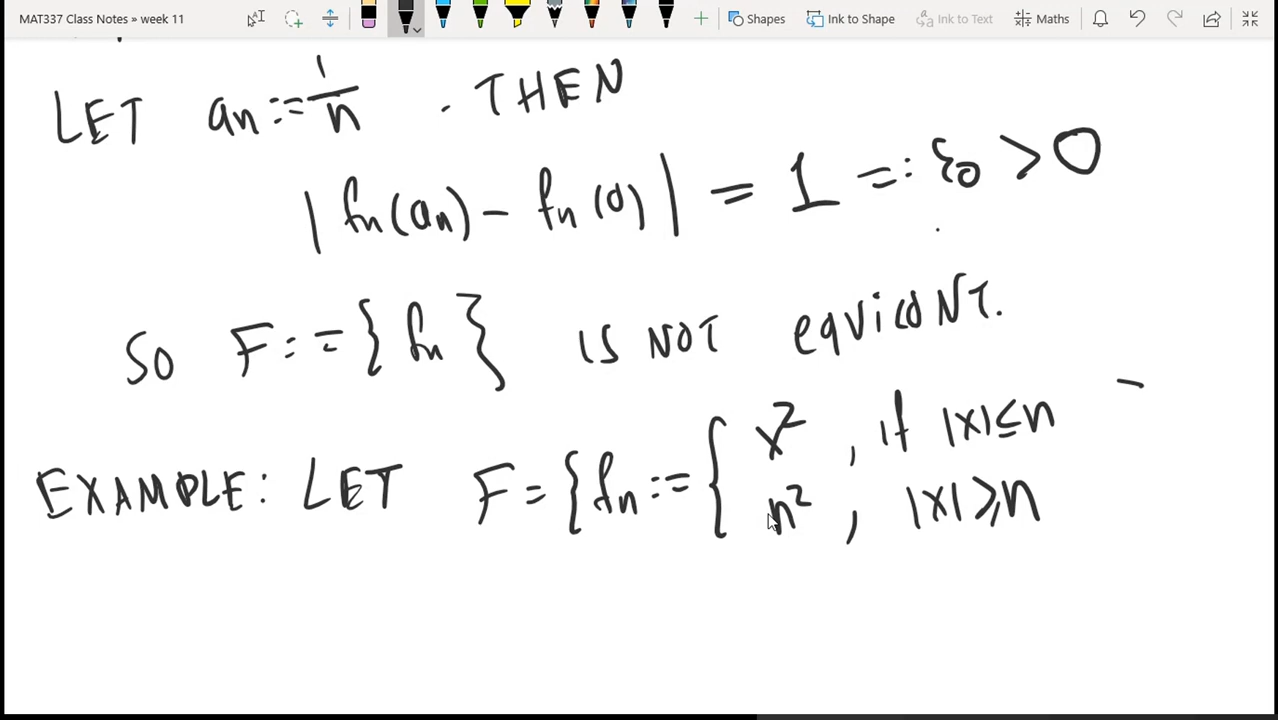 MAT337 Class Notes » week 11
Shapes
Ink to Shape
Ink to Text
Maths
LET an := 1/n . THEN
|fn(an) - fn(0)| = 1 =: ε0 > 0
So F := {fn} IS NOT equicoNT.
EXAMPLE: LET F = {fn := { x², if |x| ≤ n
n², |x| ≥ n